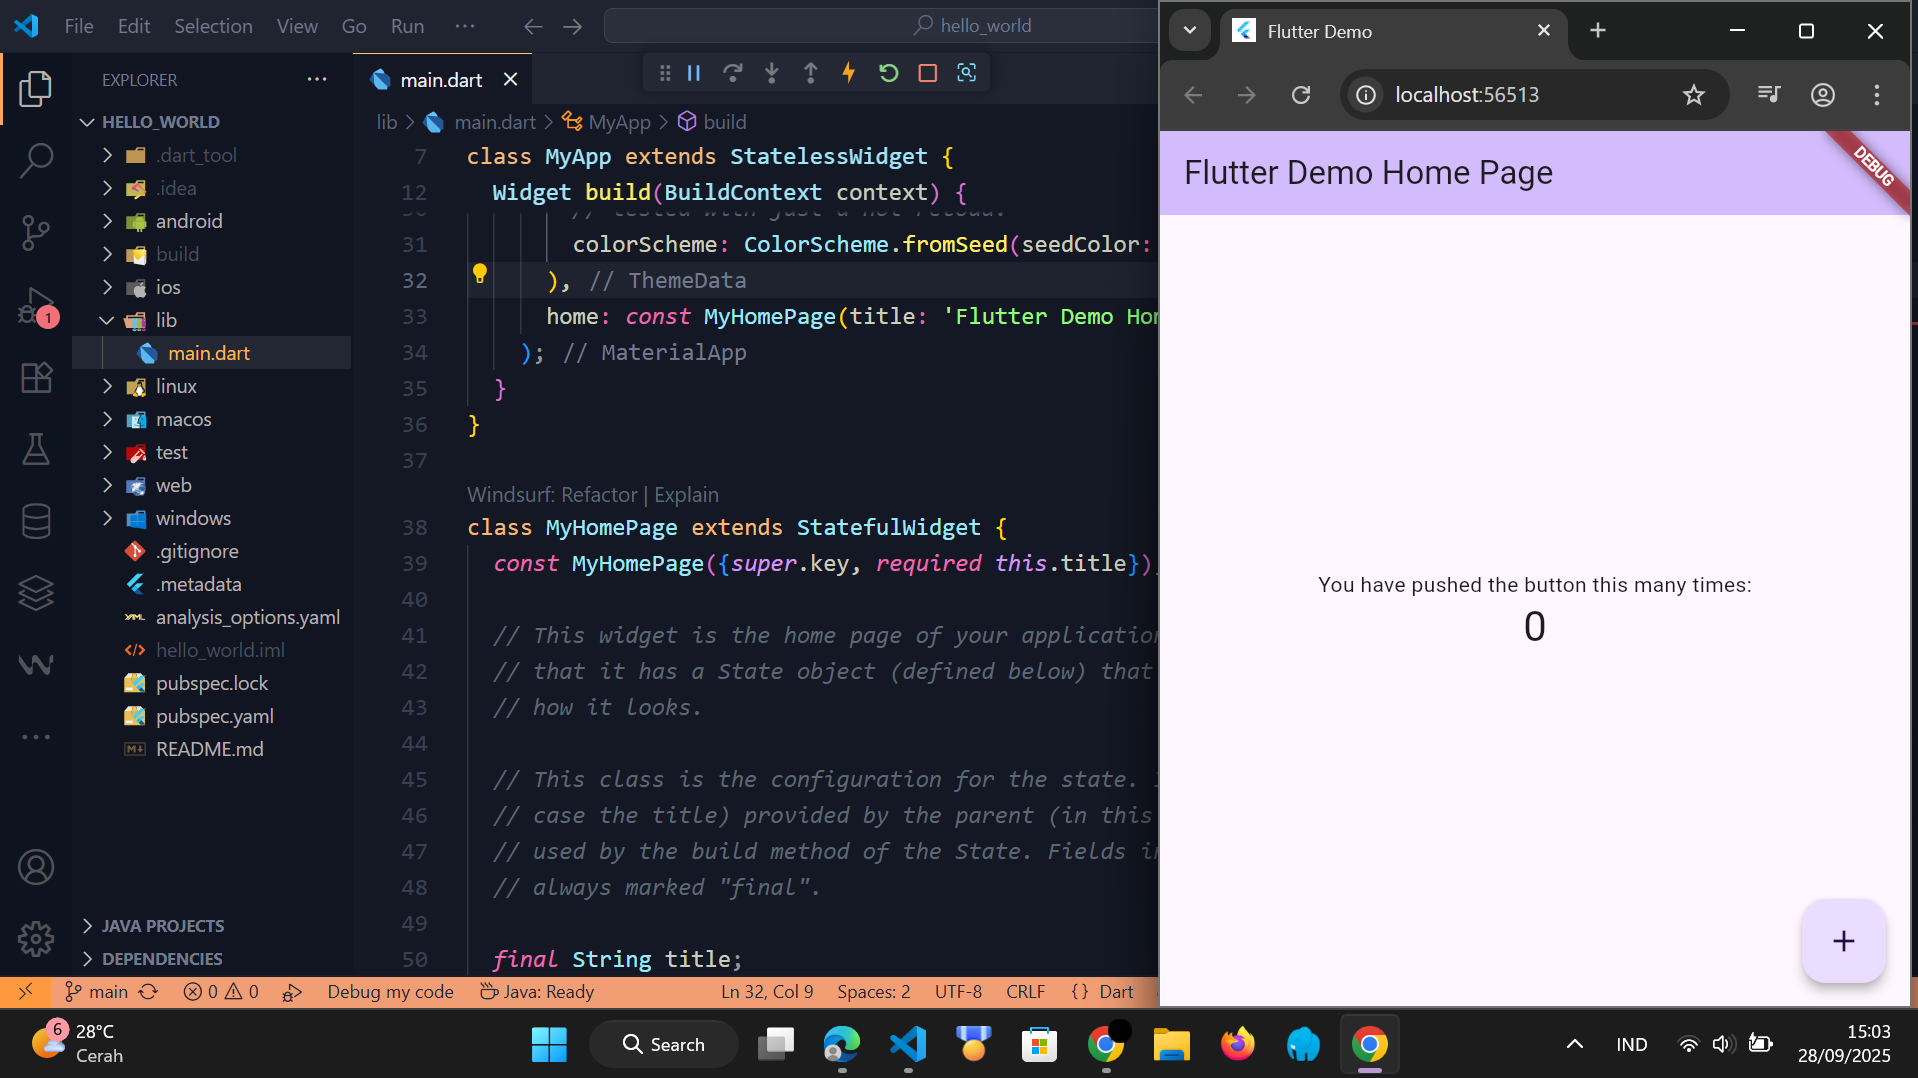 File Edit Selection View Go Run ···
hello_world
EXPLORER
HELLO_WORLD
.dart_tool
.idea
android
build
ios
lib
main.dart
linux
macos
test
web
windows
.gitignore
.metadata
analysis_options.yaml
hello_world.iml
pubspec.lock
pubspec.yaml
README.md
JAVA PROJECTS
DEPENDENCIES
1
main.dart
lib > main.dart > MyApp > build
7 class MyApp extends StatelessWidget {
12 Widget build(BuildContext context) {
// tested with just a hot reload.
31 colorScheme: ColorScheme.fromSeed(seedColor:
32 ), // ThemeData
33 home: const MyHomePage(title: 'Flutter Demo Ho
34 ); // MaterialApp
35 }
36 }
37
Windsurf: Refactor | Explain
38 class MyHomePage extends StatefulWidget {
39 const MyHomePage({super.key, required this.title})
40
41 // This widget is the home page of your application
42 // that it has a State object (defined below) that
43 // how it looks.
44
45 // This class is the configuration for the state.
46 // case the title) provided by the parent (in this
47 // used by the build method of the State. Fields in
48 // always marked "final".
49
50 final String title;
main 0 0 Debug my code Java: Ready Ln 32, Col 9 Spaces: 2 UTF-8 CRLF {} Dart
Flutter Demo
localhost:56513
Flutter Demo Home Page
DEBUG
You have pushed the button this many times:
0
+
6
28°C
Cerah
Search
IND
15:03
28/09/2025